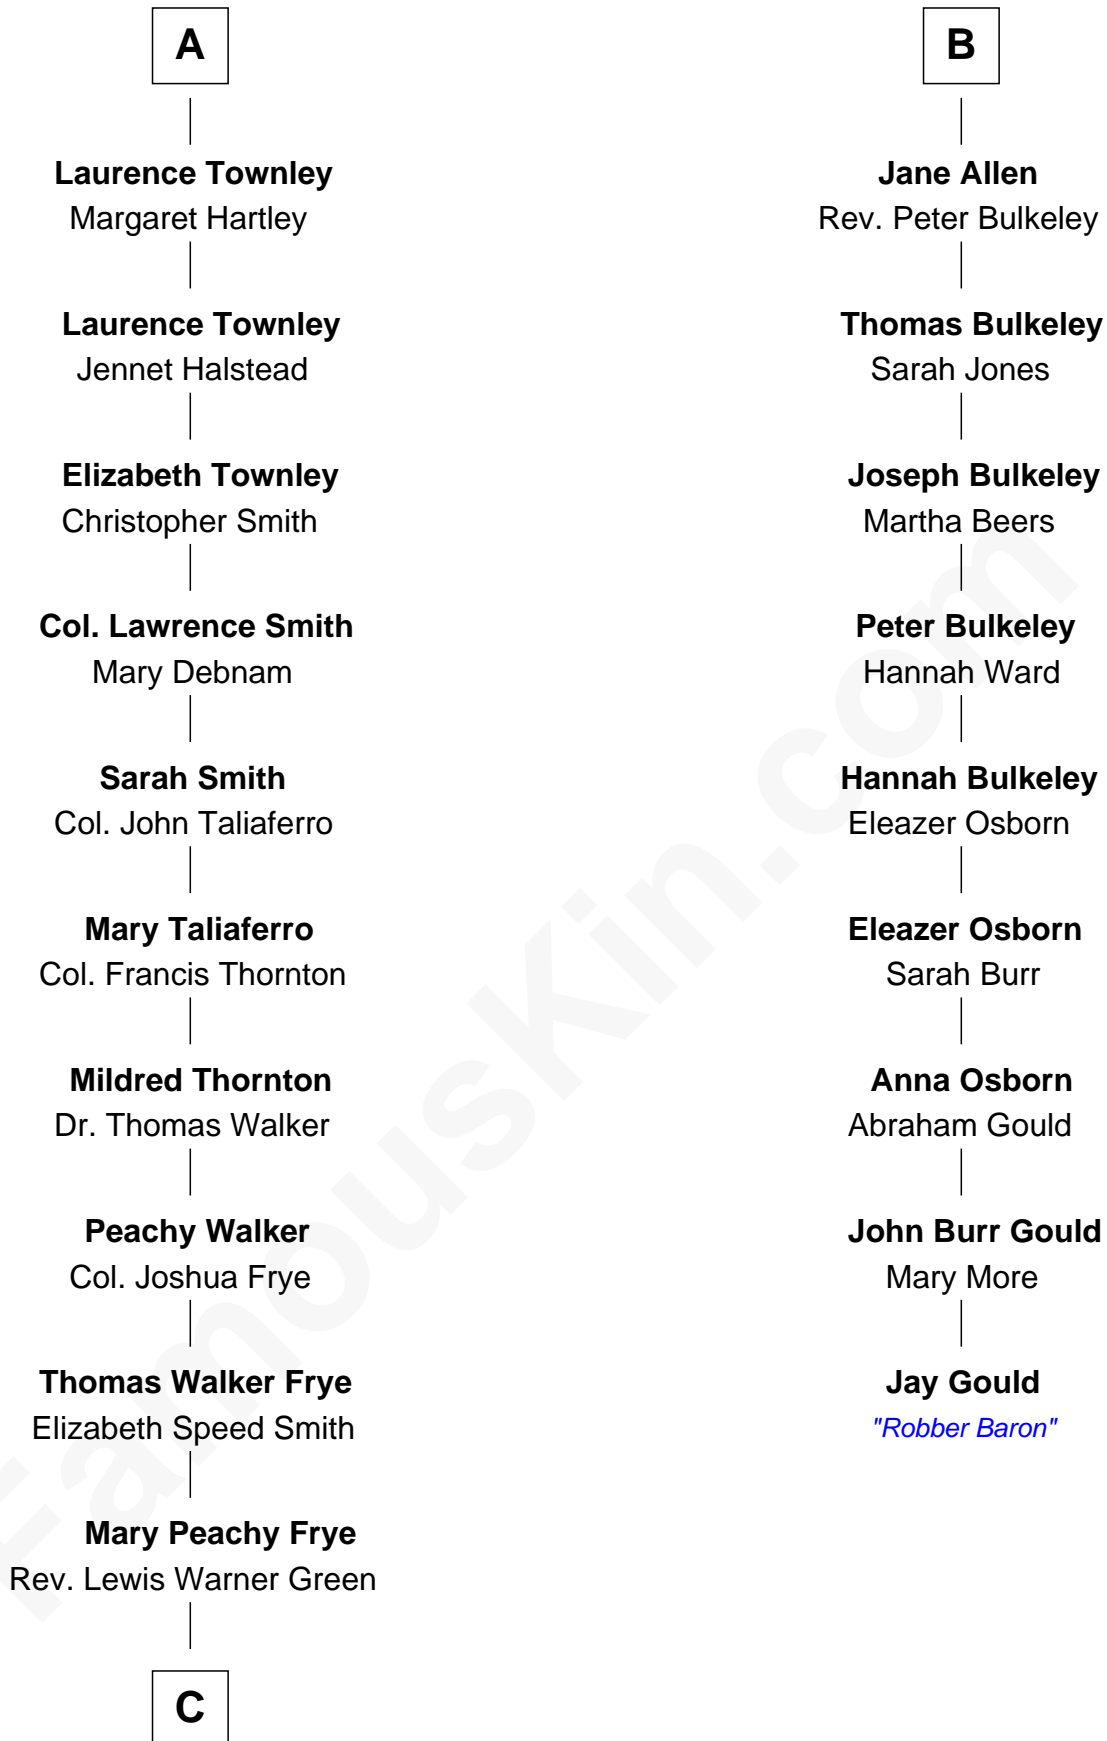 A
Laurence Townley
Margaret Hartley
Laurence Townley
Jennet Halstead
Elizabeth Townley
Christopher Smith
Col. Lawrence Smith
Mary Debnam
Sarah Smith
Col. John Taliaferro
Mary Taliaferro
Col. Francis Thornton
Mildred Thornton
Dr. Thomas Walker
Peachy Walker
Col. Joshua Frye
Thomas Walker Frye
Elizabeth Speed Smith
Mary Peachy Frye
Rev. Lewis Warner Green
C
B
Jane Allen
Rev. Peter Bulkeley
Thomas Bulkeley
Sarah Jones
Joseph Bulkeley
Martha Beers
Peter Bulkeley
Hannah Ward
Hannah Bulkeley
Eleazer Osborn
Eleazer Osborn
Sarah Burr
Anna Osborn
Abraham Gould
John Burr Gould
Mary More
Jay Gould
"Robber Baron"
FamousKin.com